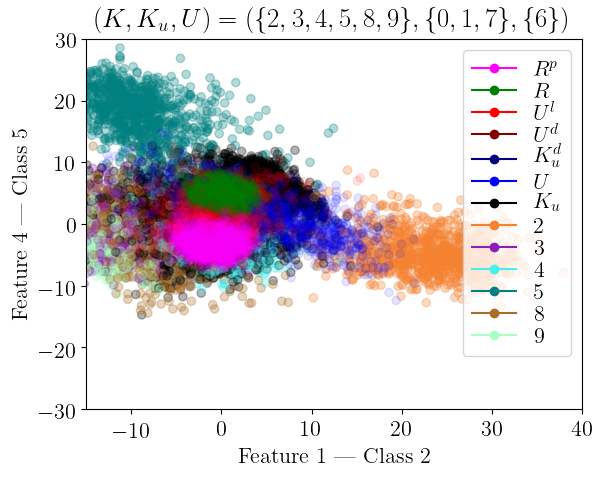 (K, K_u, U) = ({2, 3, 4, 5, 8, 9}, {0, 1, 7}, {6})
30
20
10
0
−10
−20
−30
Feature 4 — Class 5
R^p
R
U^l
U^d
K_u^d
U
K_u
2
3
4
5
8
9
−10
0
10
20
30
40
Feature 1 — Class 2